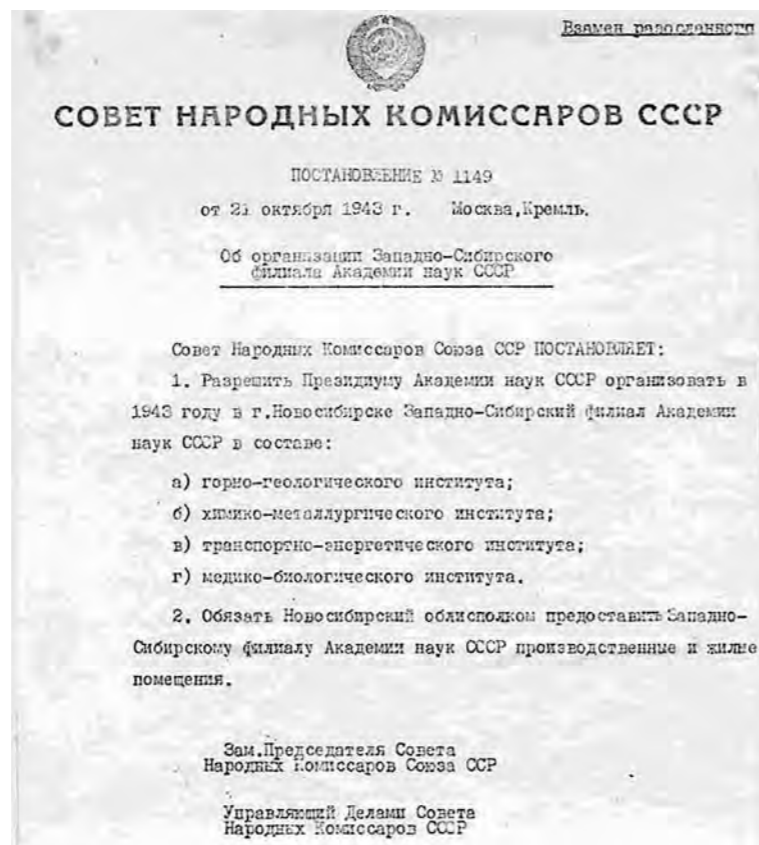 Взамен разосланного
СОВЕТ НАРОДНЫХ КОМИССАРОВ СССР
ПОСТАНОВЛЕНИЕ № 1149
от 21 октября 1943 г. Москва,Кремль.
Об организации Западно-Сибирского
филиала Академии наук СССР
Совет Народных Комиссаров Союза ССР ПОСТАНОВЛЯЕТ:
1. Разрешить Президиуму Академии наук СССР организовать в
1943 году в г.Новосибирске Западно-Сибирский филиал Академии
наук СССР в составе:
а) горно-геологического института;
б) химико-металлургического института;
в) транспортно-энергетического института;
г) медико-биологического института.
2. Обязать Новосибирский облисполком предоставить Западно-
Сибирскому филиалу Академии наук СССР производственные и жилые
помещения.
Зам.Председателя Совета
Народных Комиссаров Союза ССР
Управляющий Делами Совета
Народных Комиссаров СССР